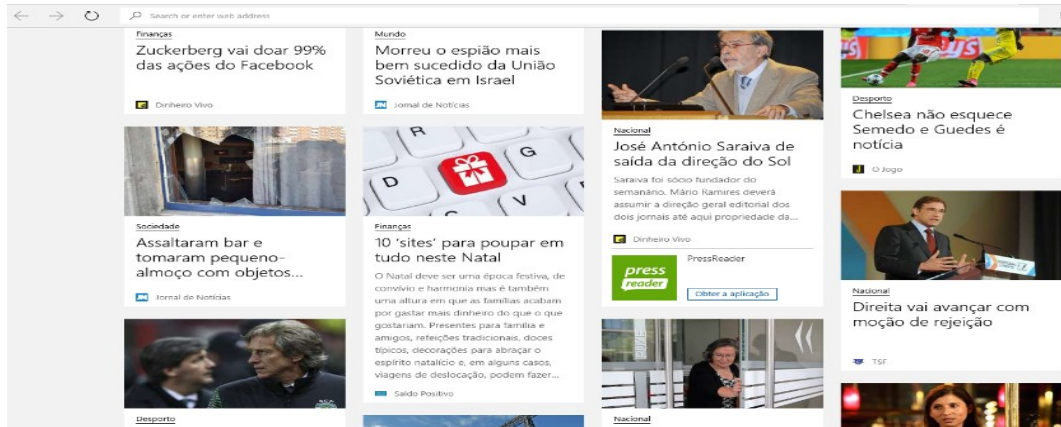 Search or enter web address
Finanças
Zuckerberg vai doar 99%
das ações do Facebook
Dinheiro Vivo
Sociedade
Assaltaram bar e
tomaram pequeno-
almoço com objetos...
Jornal de Notícias
Desporto
Mundo
Morreu o espião mais
bem sucedido da União
Soviética em Israel
JN Jornal de Notícias
R
G
D
C
V
Finanças
10 'sites' para poupar em
tudo neste Natal
O Natal deve ser uma época festiva, de
convívio e harmonia mas é também
uma altura em que as famílias acabam
por gastar mais dinheiro do que o que
gostariam. Presentes para família e
amigos, refeições tradicionais, doces
típicos, decorações para abraçar o
espírito natalício e, em alguns casos,
viagens de deslocação, podem fazer...
Saldo Positivo
Nacional
José António Saraiva de
saída da direção do Sol
Saraiva foi sócio fundador do
semanário. Mário Ramires deverá
assumir a direção geral editorial dos
dois jornais até aqui propriedade da...
Dinheiro Vivo
press
reader
PressReader
Obter a aplicação
Nacional
Desporto
Chelsea não esquece
Semedo e Guedes é
notícia
O Jogo
Nacional
Direita vai avançar com
moção de rejeição
TSF